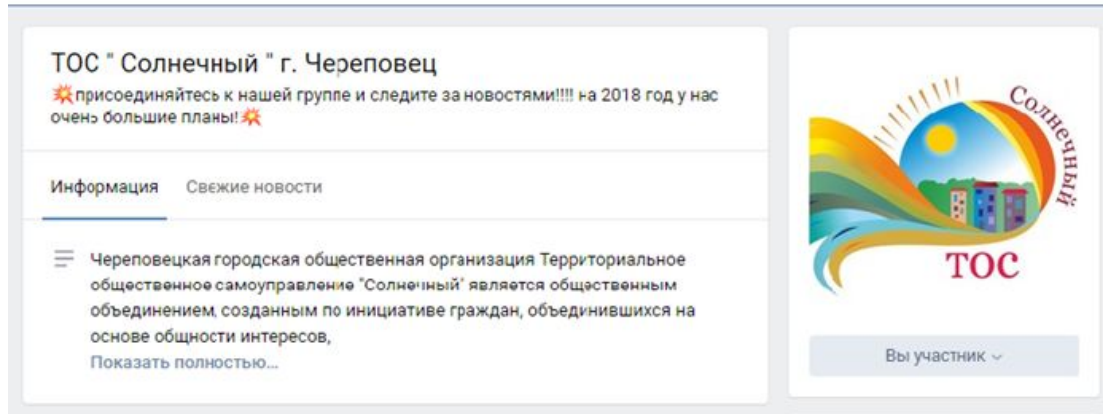 ТОС " Солнечный " г. Череповец
💥присоединяйтесь к нашей группе и следите за новостями!!!! на 2018 год у нас
очень большие планы!💥
Информация Свежие новости
Череповецкая городская общественная организация Территориальное
общественное самоуправление "Солнечный" является общественным
объединением, созданным по инициативе граждан, объединившихся на
основе общности интересов,
Показать полностью...
Солнечный
ТОС
Вы участник